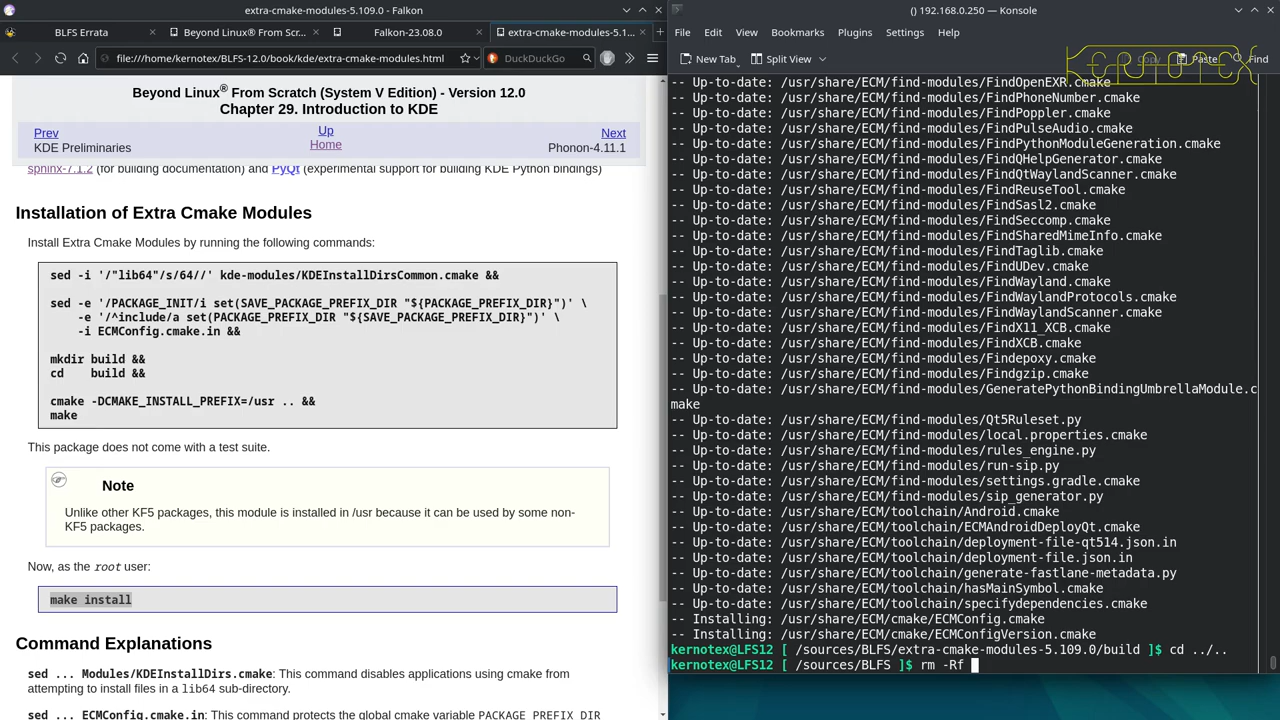 extra-cmake-modules-5.109.0 - Falkon
BLFS Errata
Beyond Linux® From Scr...
Falkon-23.08.0
extra-cmake-modules-5.1...
file:///home/kernotex/BLFS-12.0/book/kde/extra-cmake-modules.html
DuckDuckGo
Beyond Linux® From Scratch (System V Edition) - Version 12.0
Chapter 29. Introduction to KDE
Prev
Up
Next
KDE Preliminaries
Home
Phonon-4.11.1
sphinx-7.1.2 (for building documentation) and PyQt (experimental support for building KDE Python bindings)
Installation of Extra Cmake Modules
Install Extra Cmake Modules by running the following commands:
sed -i '/"lib64"/s/64//' kde-modules/KDEInstallDirsCommon.cmake &&
sed -e '/PACKAGE_INIT/i set(SAVE_PACKAGE_PREFIX_DIR "${PACKAGE_PREFIX_DIR}")' \
-e '/^include/a set(PACKAGE_PREFIX_DIR "${SAVE_PACKAGE_PREFIX_DIR}")' \
-i ECMConfig.cmake.in &&
mkdir build &&
cd    build &&
cmake -DCMAKE_INSTALL_PREFIX=/usr .. &&
make
This package does not come with a test suite.
Note
Unlike other KF5 packages, this module is installed in /usr because it can be used by some non-
KF5 packages.
Now, as the root user:
make install
Command Explanations
sed ... Modules/KDEInstallDirs.cmake: This command disables applications using cmake from
attempting to install files in a lib64 sub-directory.
sed ... ECMConfig.cmake.in: This command protects the global cmake variable PACKAGE_PREFIX_DIR
() 192.168.0.250 — Konsole
File Edit View Bookmarks Plugins Settings Help
New Tab
Split View
Copy
Paste
Find
KERNOTEX
-- Up-to-date: /usr/share/ECM/find-modules/FindOpenEXR.cmake
-- Up-to-date: /usr/share/ECM/find-modules/FindPhoneNumber.cmake
-- Up-to-date: /usr/share/ECM/find-modules/FindPoppler.cmake
-- Up-to-date: /usr/share/ECM/find-modules/FindPulseAudio.cmake
-- Up-to-date: /usr/share/ECM/find-modules/FindPythonModuleGeneration.cmake
-- Up-to-date: /usr/share/ECM/find-modules/FindQHelpGenerator.cmake
-- Up-to-date: /usr/share/ECM/find-modules/FindQtWaylandScanner.cmake
-- Up-to-date: /usr/share/ECM/find-modules/FindReuseTool.cmake
-- Up-to-date: /usr/share/ECM/find-modules/FindSasl2.cmake
-- Up-to-date: /usr/share/ECM/find-modules/FindSeccomp.cmake
-- Up-to-date: /usr/share/ECM/find-modules/FindSharedMimeInfo.cmake
-- Up-to-date: /usr/share/ECM/find-modules/FindTaglib.cmake
-- Up-to-date: /usr/share/ECM/find-modules/FindUDev.cmake
-- Up-to-date: /usr/share/ECM/find-modules/FindWayland.cmake
-- Up-to-date: /usr/share/ECM/find-modules/FindWaylandProtocols.cmake
-- Up-to-date: /usr/share/ECM/find-modules/FindWaylandScanner.cmake
-- Up-to-date: /usr/share/ECM/find-modules/FindX11_XCB.cmake
-- Up-to-date: /usr/share/ECM/find-modules/FindXCB.cmake
-- Up-to-date: /usr/share/ECM/find-modules/Findepoxy.cmake
-- Up-to-date: /usr/share/ECM/find-modules/Findgzip.cmake
-- Up-to-date: /usr/share/ECM/find-modules/GeneratePythonBindingUmbrellaModule.c
make
-- Up-to-date: /usr/share/ECM/find-modules/Qt5Ruleset.py
-- Up-to-date: /usr/share/ECM/find-modules/local.properties.cmake
-- Up-to-date: /usr/share/ECM/find-modules/rules_engine.py
-- Up-to-date: /usr/share/ECM/find-modules/run-sip.py
-- Up-to-date: /usr/share/ECM/find-modules/settings.gradle.cmake
-- Up-to-date: /usr/share/ECM/find-modules/sip_generator.py
-- Up-to-date: /usr/share/ECM/toolchain/Android.cmake
-- Up-to-date: /usr/share/ECM/toolchain/ECMAndroidDeployQt.cmake
-- Up-to-date: /usr/share/ECM/toolchain/deployment-file-qt514.json.in
-- Up-to-date: /usr/share/ECM/toolchain/deployment-file.json.in
-- Up-to-date: /usr/share/ECM/toolchain/generate-fastlane-metadata.py
-- Up-to-date: /usr/share/ECM/toolchain/hasMainSymbol.cmake
-- Up-to-date: /usr/share/ECM/toolchain/specifydependencies.cmake
-- Installing: /usr/share/ECM/cmake/ECMConfig.cmake
-- Installing: /usr/share/ECM/cmake/ECMConfigVersion.cmake
kernotex@LFS12 [ /sources/BLFS/extra-cmake-modules-5.109.0/build ]$ cd ../..
kernotex@LFS12 [ /sources/BLFS ]$ rm -Rf